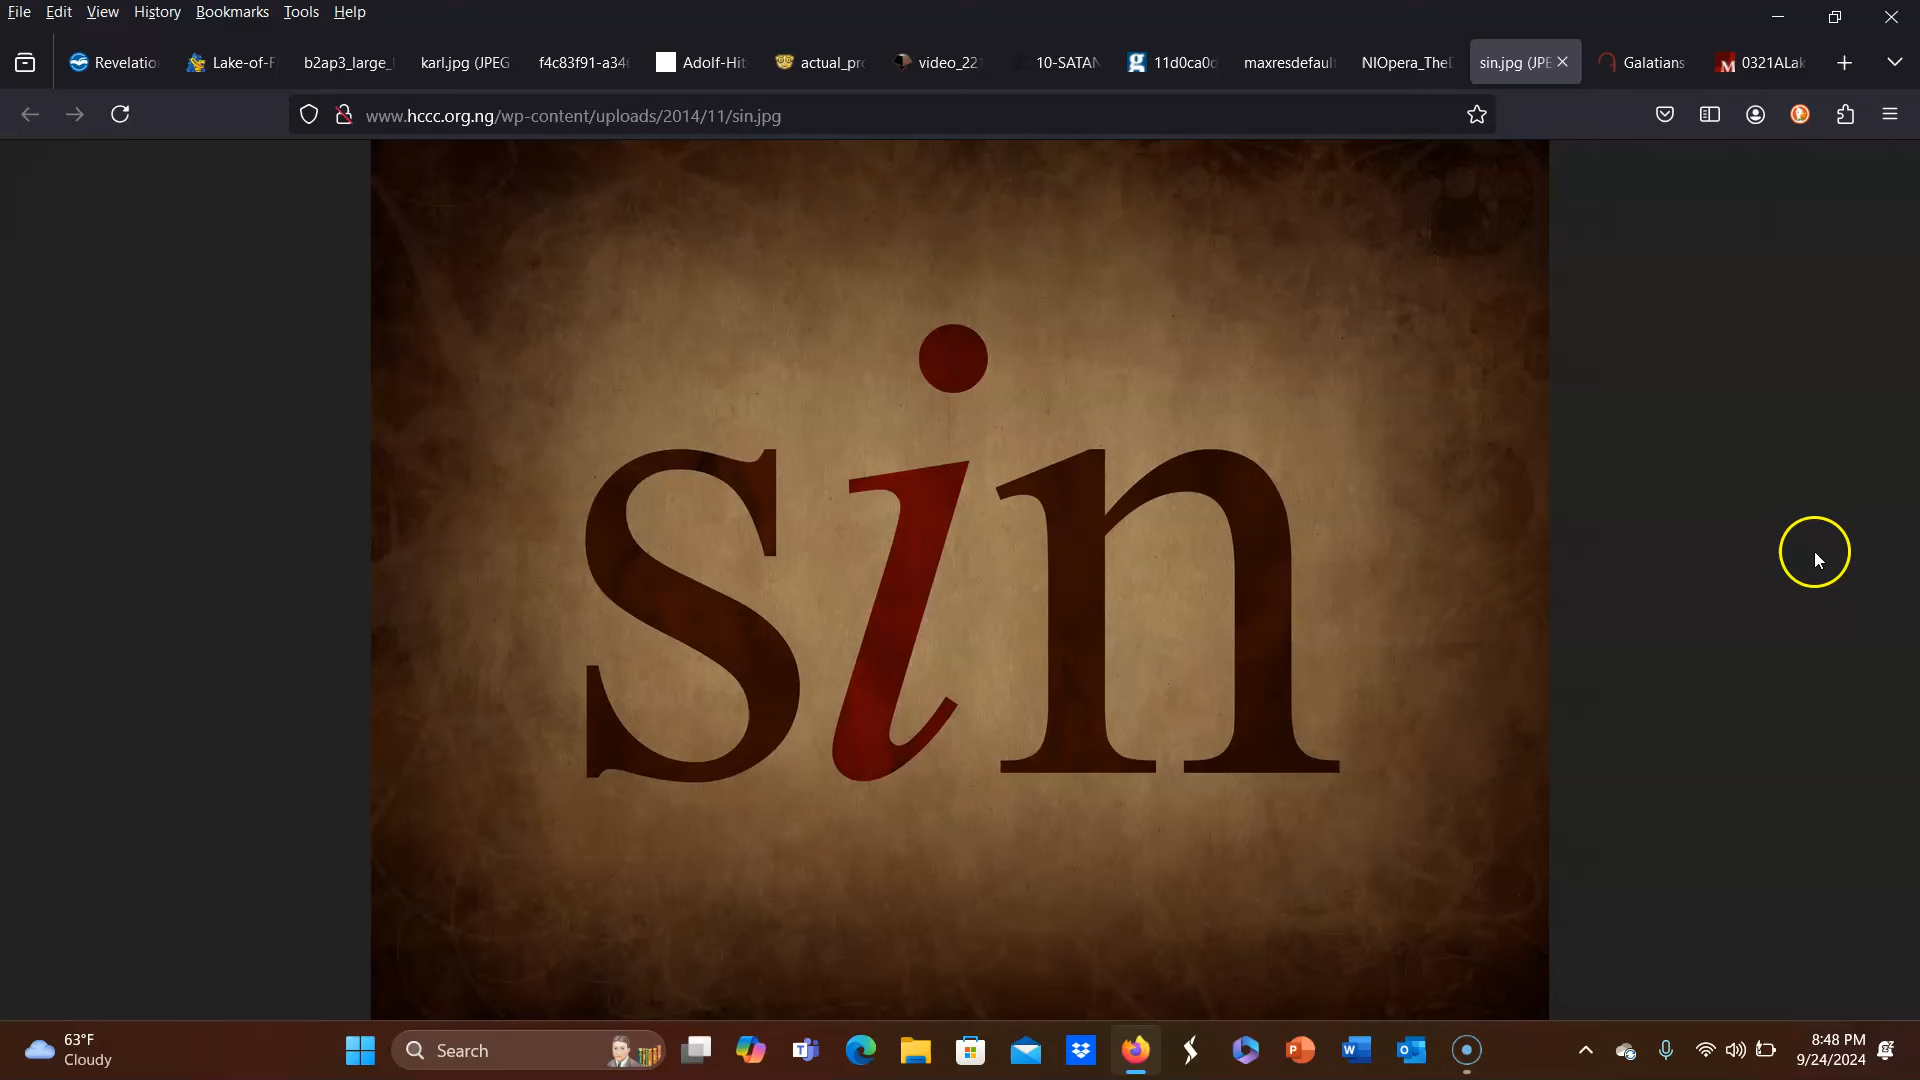 File Edit View History Bookmarks Tools Help
Revelatio Lake-of-F b2ap3_large_ karl.jpg (JPEG f4c83f91-a34 Adolf-Hit actual_pr video_22 10-SATAN 11d0ca0d maxresdefaul NIOpera_The sin.jpg (JPE Galatians 0321ALak
www.hccc.org.ng/wp-content/uploads/2014/11/sin.jpg
sin
63°F
Cloudy
Search
8:48 PM
9/24/2024